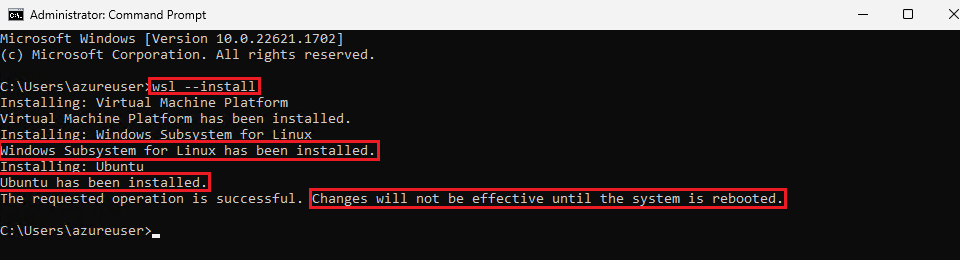 Administrator: Command Prompt
Microsoft Windows [Version 10.0.22621.1702]
(c) Microsoft Corporation. All rights reserved.
C:\Users\azureuser>wsl --install
Installing: Virtual Machine Platform
Virtual Machine Platform has been installed.
Installing: Windows Subsystem for Linux
Windows Subsystem for Linux has been installed.
Installing: Ubuntu
Ubuntu has been installed.
The requested operation is successful. Changes will not be effective until the system is rebooted.
C:\Users\azureuser>